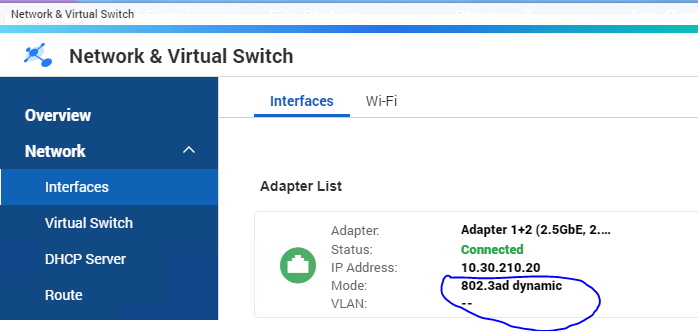 Network & Virtual Switch
Network & Virtual Switch
Overview
Network
Interfaces
Virtual Switch
DHCP Server
Route
Interfaces Wi-Fi
Adapter List
Adapter: Adapter 1+2 (2.5GbE, 2....
Status: Connected
IP Address: 10.30.210.20
Mode: 802.3ad dynamic
VLAN: --